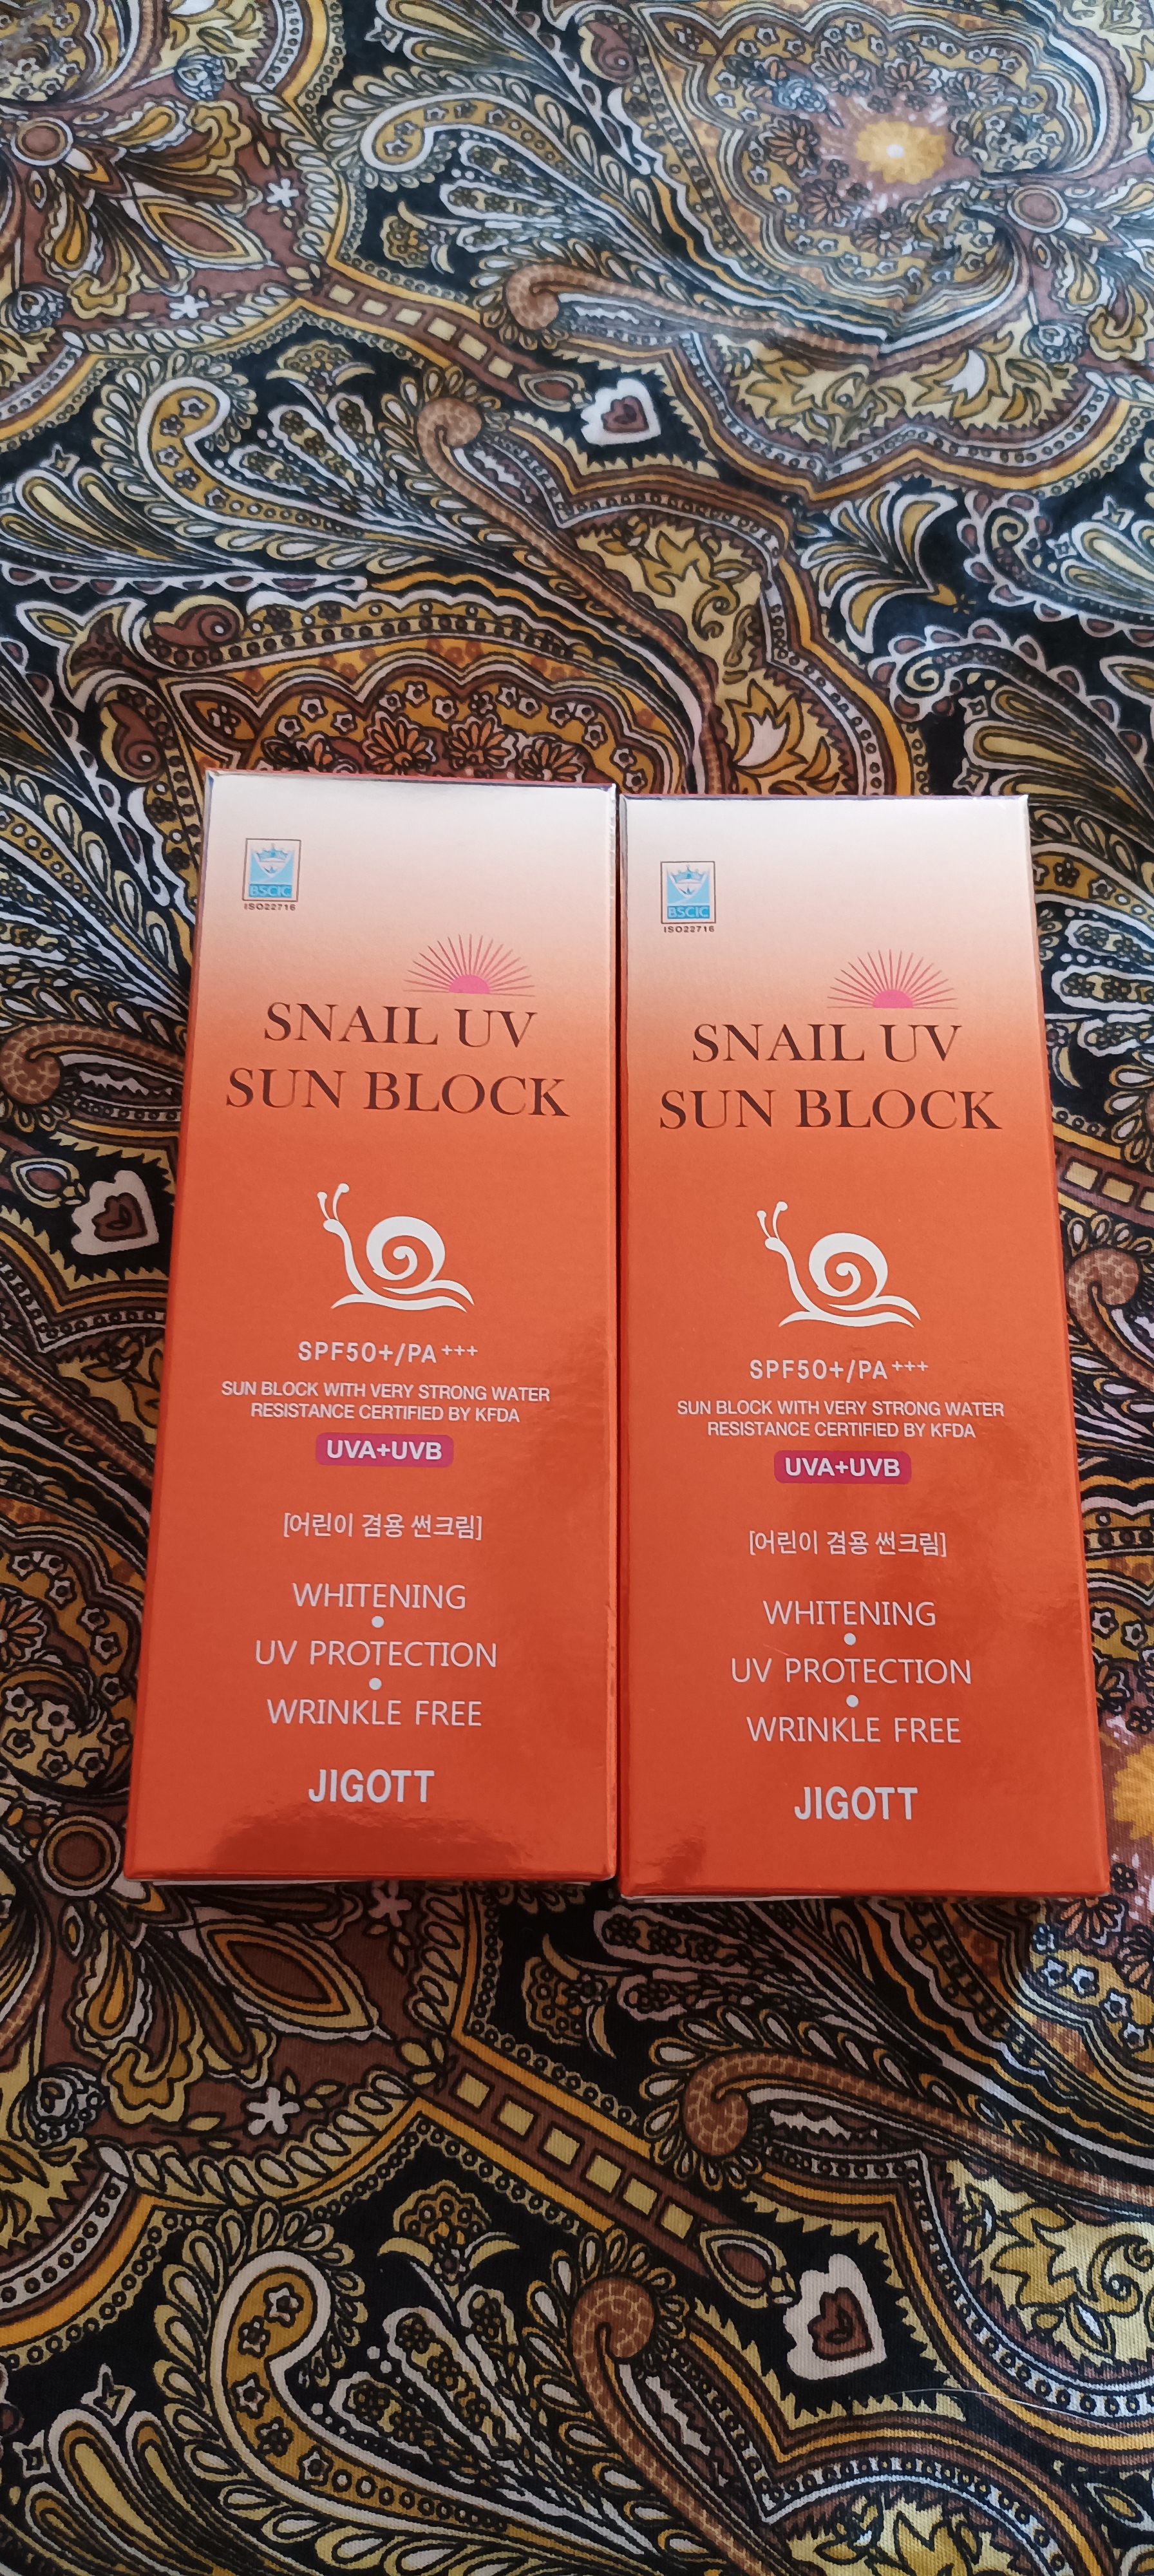 BSCIC
ISO22716
SNAIL UV
SUN BLOCK
SPF50+/PA+++
SUN BLOCK WITH VERY STRONG WATER
RESISTANCE CERTIFIED BY KFDA
UVA+UVB
[어린이 겸용 썬크림]
WHITENING
UV PROTECTION
WRINKLE FREE
JIGOTT
BSCIC
ISO22716
SNAIL UV
SUN BLOCK
SPF50+/PA+++
SUN BLOCK WITH VERY STRONG WATER
RESISTANCE CERTIFIED BY KFDA
UVA+UVB
[어린이 겸용 썬크림]
WHITENING
UV PROTECTION
WRINKLE FREE
JIGOTT